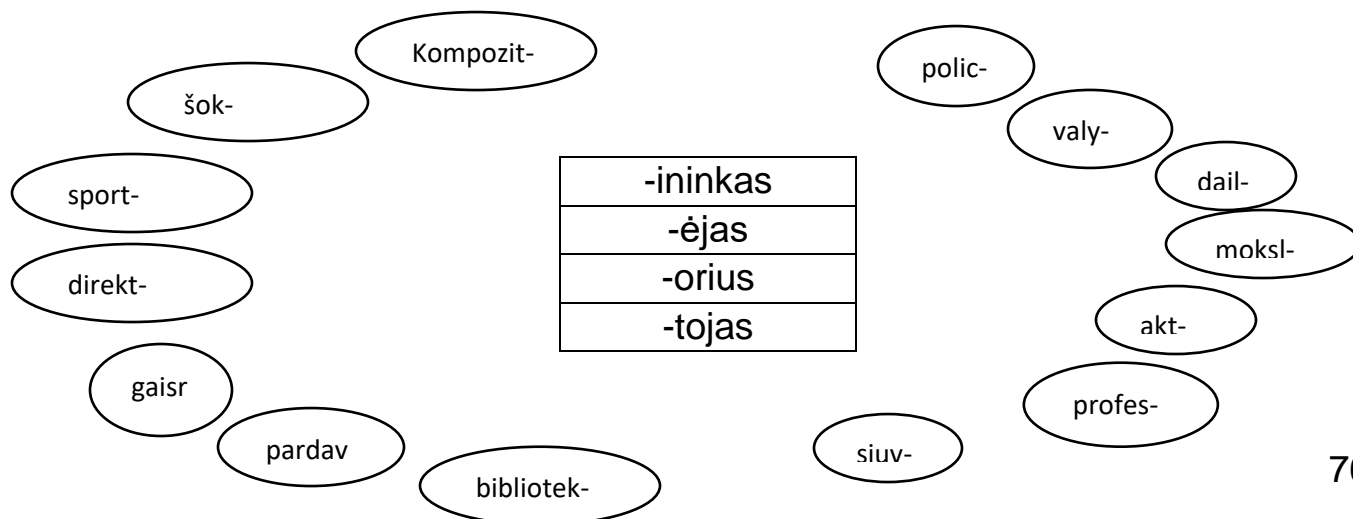 Kompozit-
polic-
šok-
valy-
-ininkas
dail-
sport-
-ėjas
moksl-
direkt-
-orius
akt-
-tojas
gaisr
profes-
pardav
siuv-
bibliotek-